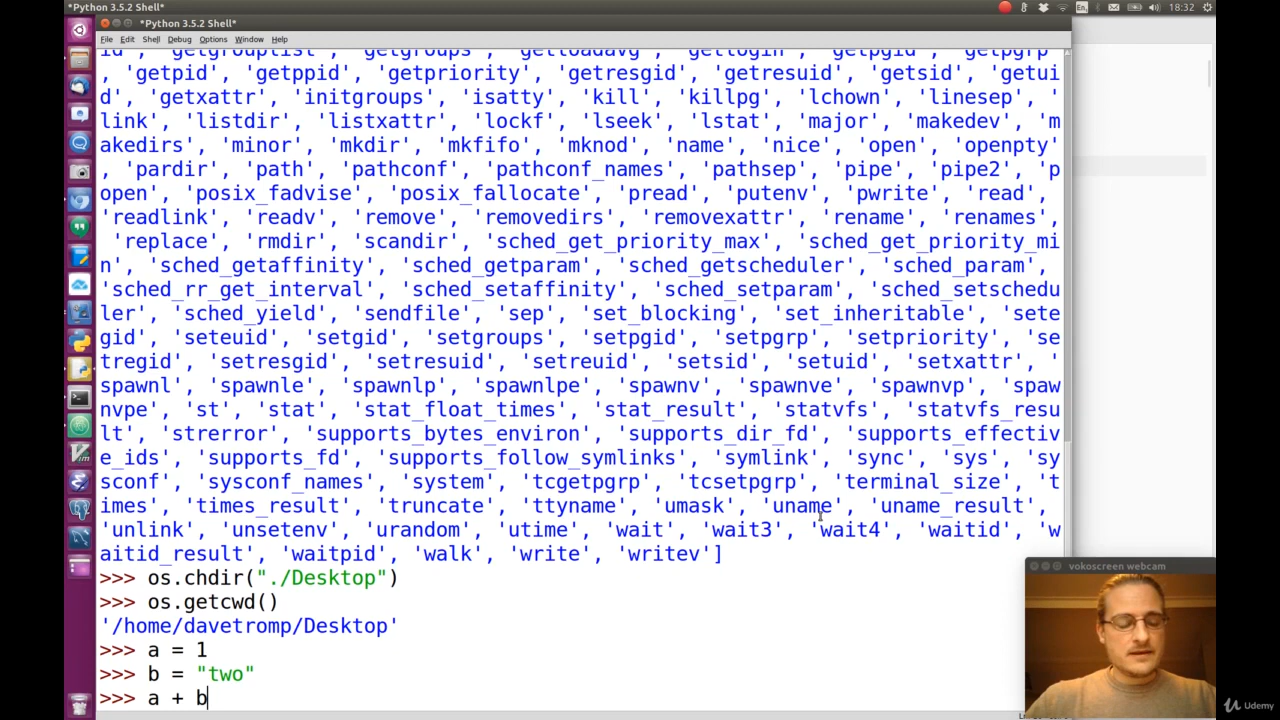 *Python 3.5.2 Shell*
En
18:32
*Python 3.5.2 Shell*
File Edit Shell Debug Options Window Help
id', 'getgrouplist', 'getgroups', 'getloadavg', 'getlogin', 'getpgid', 'getpgrp'
, 'getpid', 'getppid', 'getpriority', 'getresgid', 'getresuid', 'getsid', 'getui
d', 'getxattr', 'initgroups', 'isatty', 'kill', 'killpg', 'lchown', 'linesep', '
link', 'listdir', 'listxattr', 'lockf', 'lseek', 'lstat', 'major', 'makedev', 'm
akedirs', 'minor', 'mkdir', 'mkfifo', 'mknod', 'name', 'nice', 'open', 'openpty'
, 'pardir', 'path', 'pathconf', 'pathconf_names', 'pathsep', 'pipe', 'pipe2', 'p
open', 'posix_fadvise', 'posix_fallocate', 'pread', 'putenv', 'pwrite', 'read',
'readlink', 'readv', 'remove', 'removedirs', 'removexattr', 'rename', 'renames',
'replace', 'rmdir', 'scandir', 'sched_get_priority_max', 'sched_get_priority_mi
n', 'sched_getaffinity', 'sched_getparam', 'sched_getscheduler', 'sched_param',
'sched_rr_get_interval', 'sched_setaffinity', 'sched_setparam', 'sched_setschedu
ler', 'sched_yield', 'sendfile', 'sep', 'set_blocking', 'set_inheritable', 'sete
gid', 'seteuid', 'setgid', 'setgroups', 'setpgid', 'setpgrp', 'setpriority', 'se
tregid', 'setresgid', 'setresuid', 'setreuid', 'setsid', 'setuid', 'setxattr', '
spawnl', 'spawnle', 'spawnlp', 'spawnlpe', 'spawnv', 'spawnve', 'spawnvp', 'spaw
nvpe', 'st', 'stat', 'stat_float_times', 'stat_result', 'statvfs', 'statvfs_resu
lt', 'strerror', 'supports_bytes_environ', 'supports_dir_fd', 'supports_effectiv
e_ids', 'supports_fd', 'supports_follow_symlinks', 'symlink', 'sync', 'sys', 'sy
sconf', 'sysconf_names', 'system', 'tcgetpgrp', 'tcsetpgrp', 'terminal_size', 't
imes', 'times_result', 'truncate', 'ttyname', 'umask', 'uname', 'uname_result',
'unlink', 'unsetenv', 'urandom', 'utime', 'wait', 'wait3', 'wait4', 'waitid', 'w
aitid_result', 'waitpid', 'walk', 'write', 'writev']
>>> os.chdir("./Desktop")
>>> os.getcwd()
'/home/davetromp/Desktop'
>>> a = 1
>>> b = "two"
>>> a + b
vokoscreen webcam
Udemy